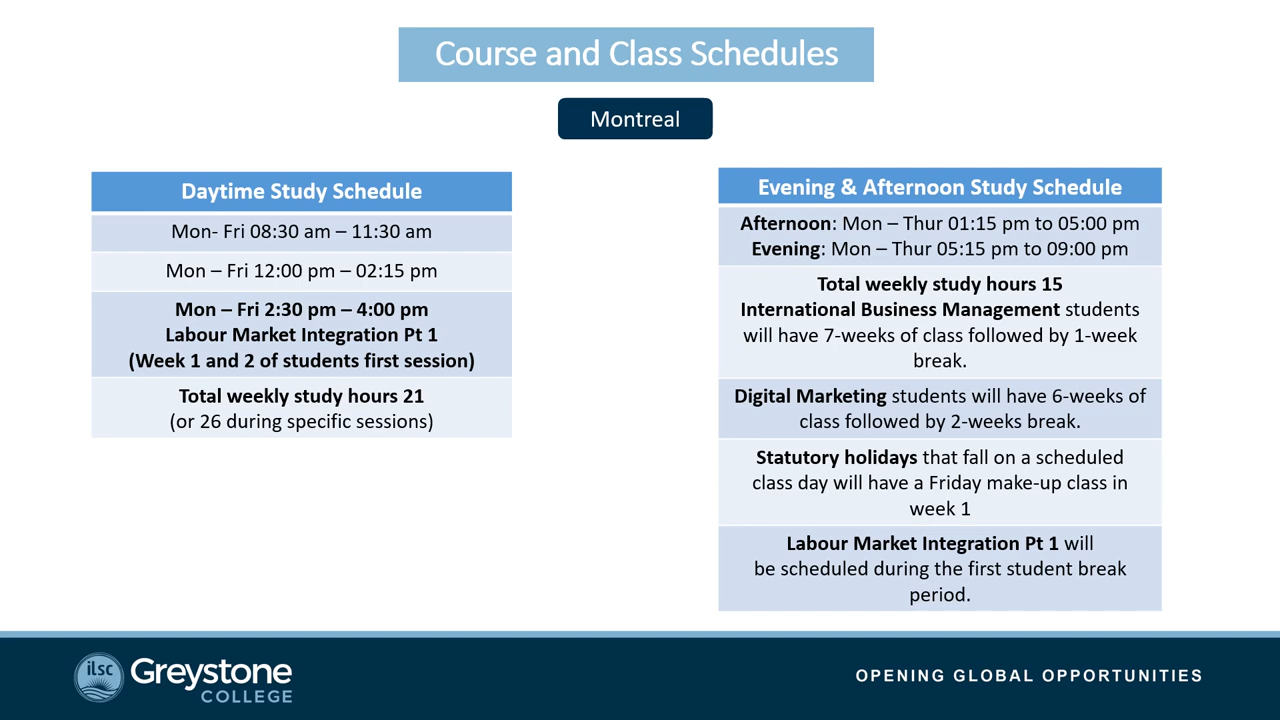 Course and Class Schedules
Montreal
Daytime Study Schedule
Mon- Fri 08:30 am – 11:30 am
Mon – Fri 12:00 pm – 02:15 pm
Mon – Fri 2:30 pm – 4:00 pm
Labour Market Integration Pt 1
(Week 1 and 2 of students first session)
Total weekly study hours 21
(or 26 during specific sessions)
Evening & Afternoon Study Schedule
Afternoon: Mon – Thur 01:15 pm to 05:00 pm
Evening: Mon – Thur 05:15 pm to 09:00 pm
Total weekly study hours 15
International Business Management students
will have 7-weeks of class followed by 1-week
break.
Digital Marketing students will have 6-weeks of
class followed by 2-weeks break.
Statutory holidays that fall on a scheduled
class day will have a Friday make-up class in
week 1
Labour Market Integration Pt 1 will
be scheduled during the first student break
period.
ilsc
Greystone
COLLEGE
OPENING GLOBAL OPPORTUNITIES